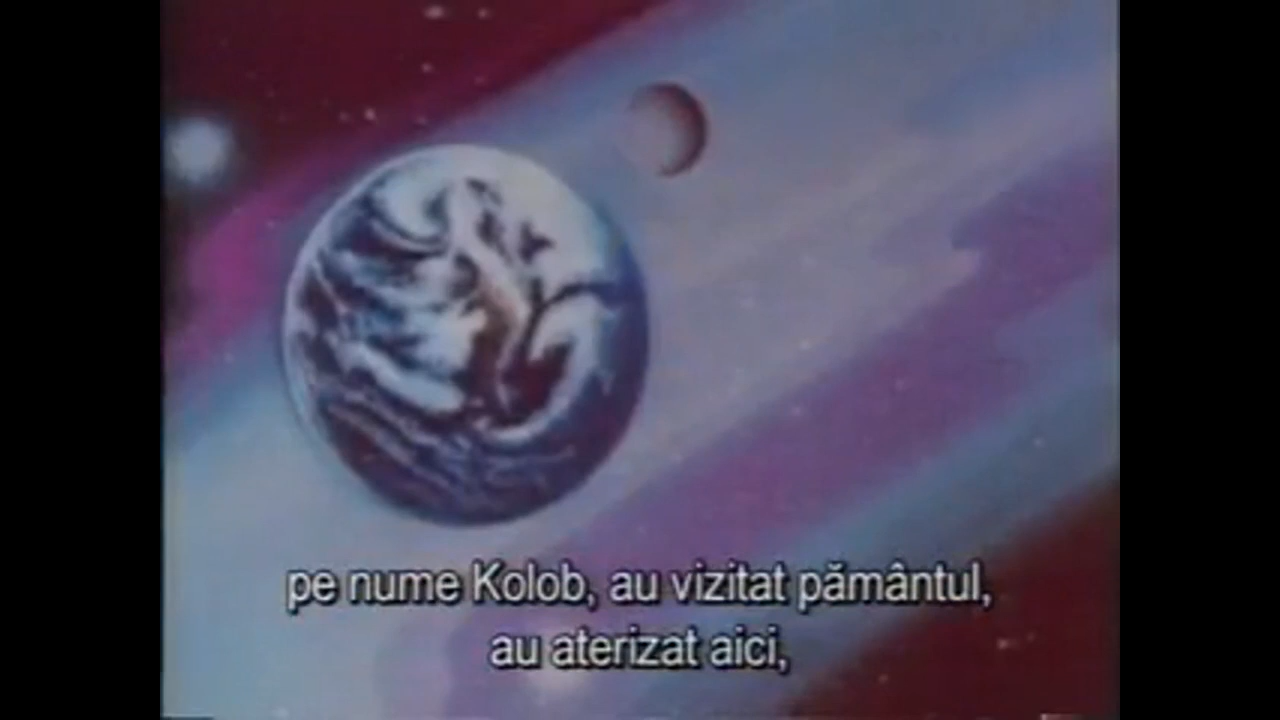 pe nume Kolob, au vizitat pământul,
au aterizat aici,